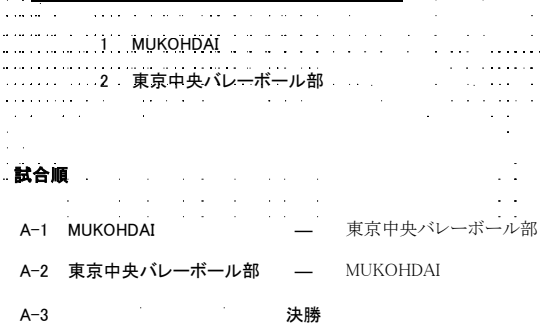 1 MUKOHDAI
2 東京中央バレーボール部
試合順
A-1 MUKOHDAI — 東京中央バレーボール部
A-2 東京中央バレーボール部 — MUKOHDAI
A-3 決勝